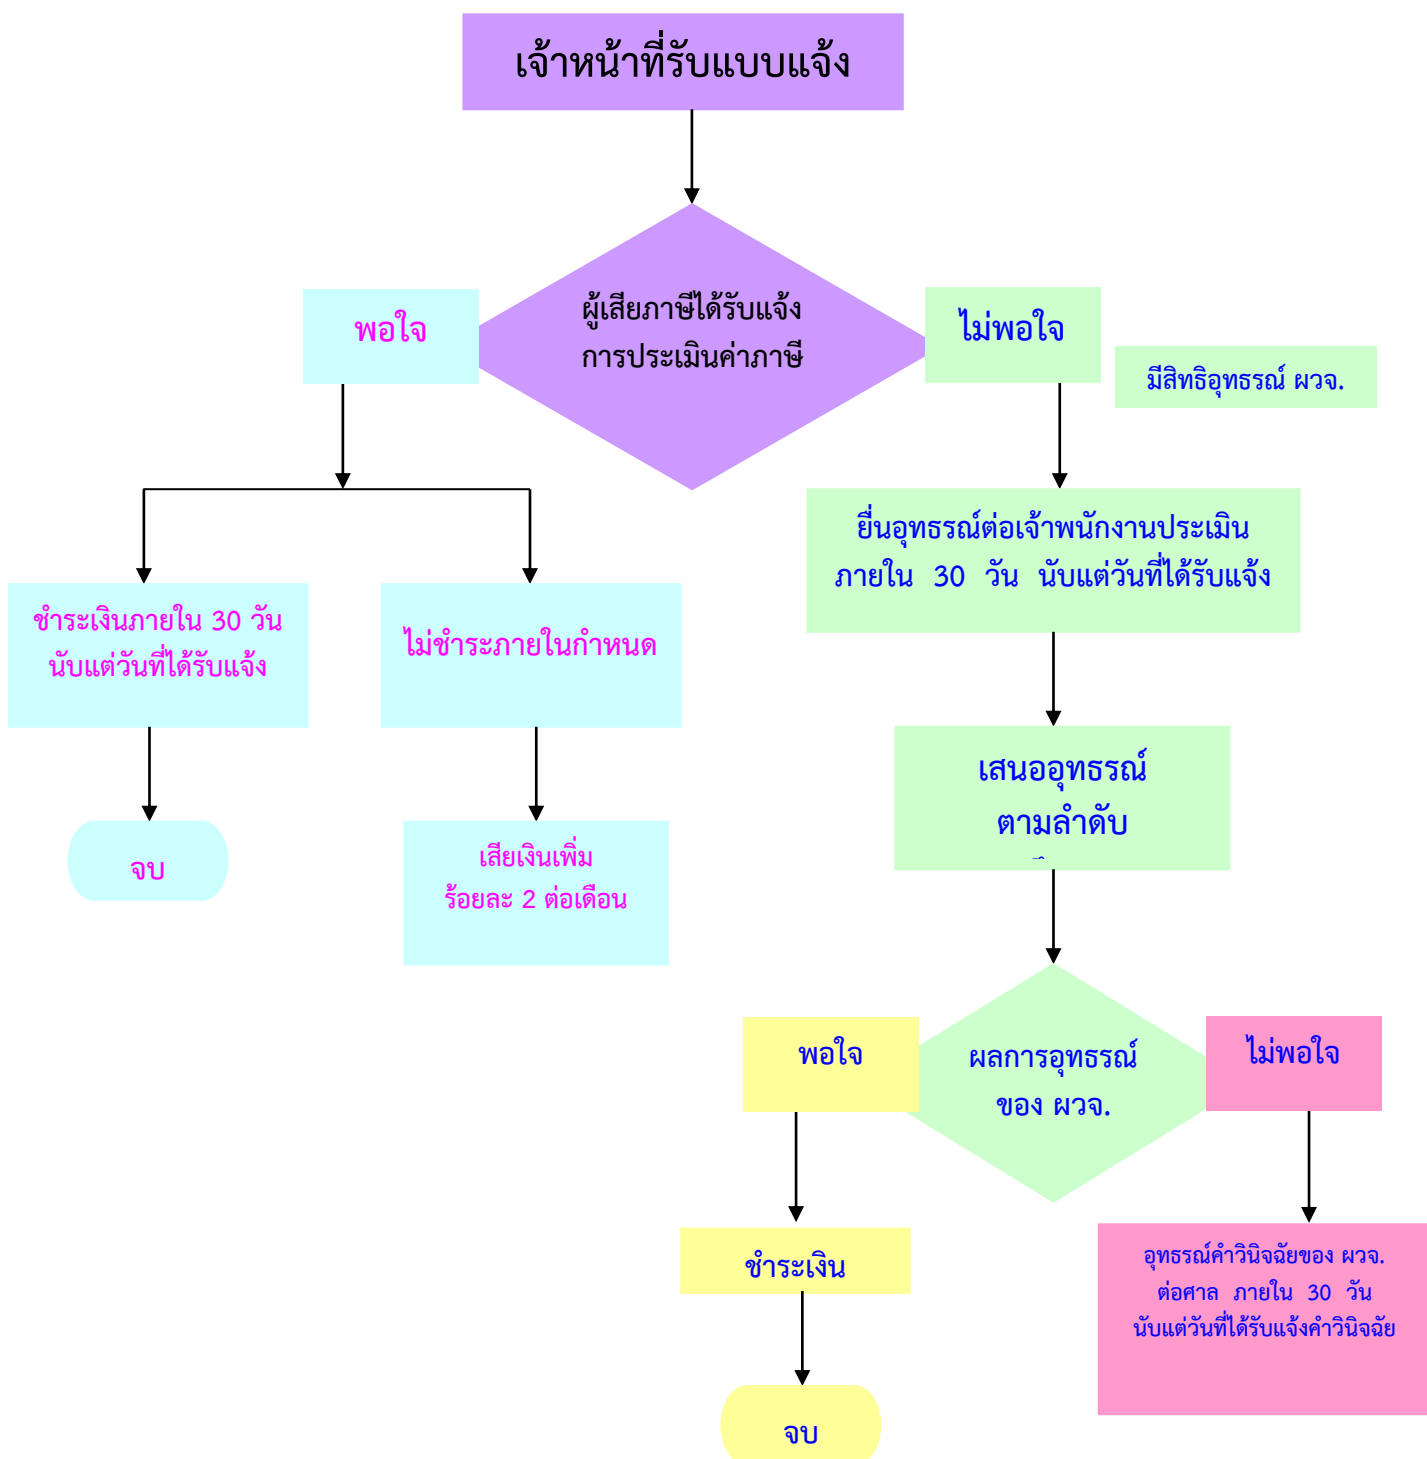 เจ้าหน้าที่รับแบบแจ้ง
ผู้เสียภาษีได้รับแจ้ง
การประเมินค่าภาษี
พอใจ
ไม่พอใจ
มีสิทธิอุทธรณ์ ผวจ.
ยื่นอุทธรณ์ต่อเจ้าพนักงานประเมิน
ภายใน 30 วัน นับแต่วันที่ได้รับแจ้ง
ชำระเงินภายใน 30 วัน
นับแต่วันที่ได้รับแจ้ง
ไม่ชำระภายในกำหนด
เสนออุทธรณ์
ตามลำดับ
จบ
เสียเงินเพิ่ม
ร้อยละ 2 ต่อเดือน
พอใจ
ผลการอุทธรณ์
ของ ผวจ.
ไม่พอใจ
ชำระเงิน
อุทธรณ์คำวินิจฉัยของ ผวจ.
ต่อศาล ภายใน 30 วัน
นับแต่วันที่ได้รับแจ้งคำวินิจฉัย
จบ